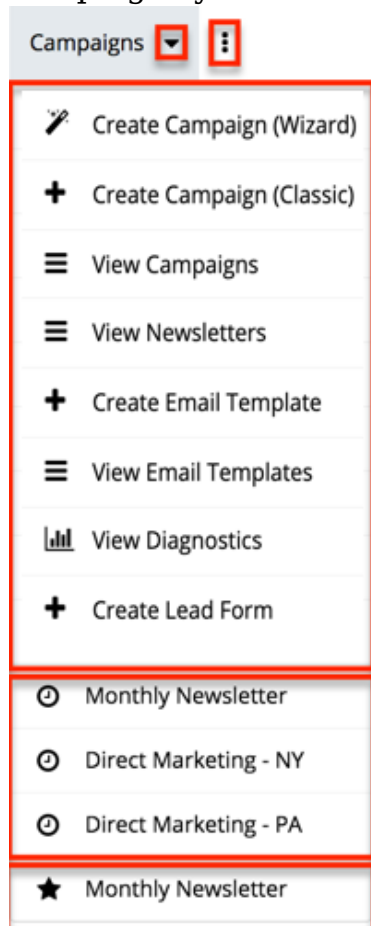 Campaigns
Create Campaign (Wizard)
Create Campaign (Classic)
View Campaigns
View Newsletters
Create Email Template
View Email Templates
View Diagnostics
Create Lead Form
Monthly Newsletter
Direct Marketing - NY
Direct Marketing - PA
Monthly Newsletter